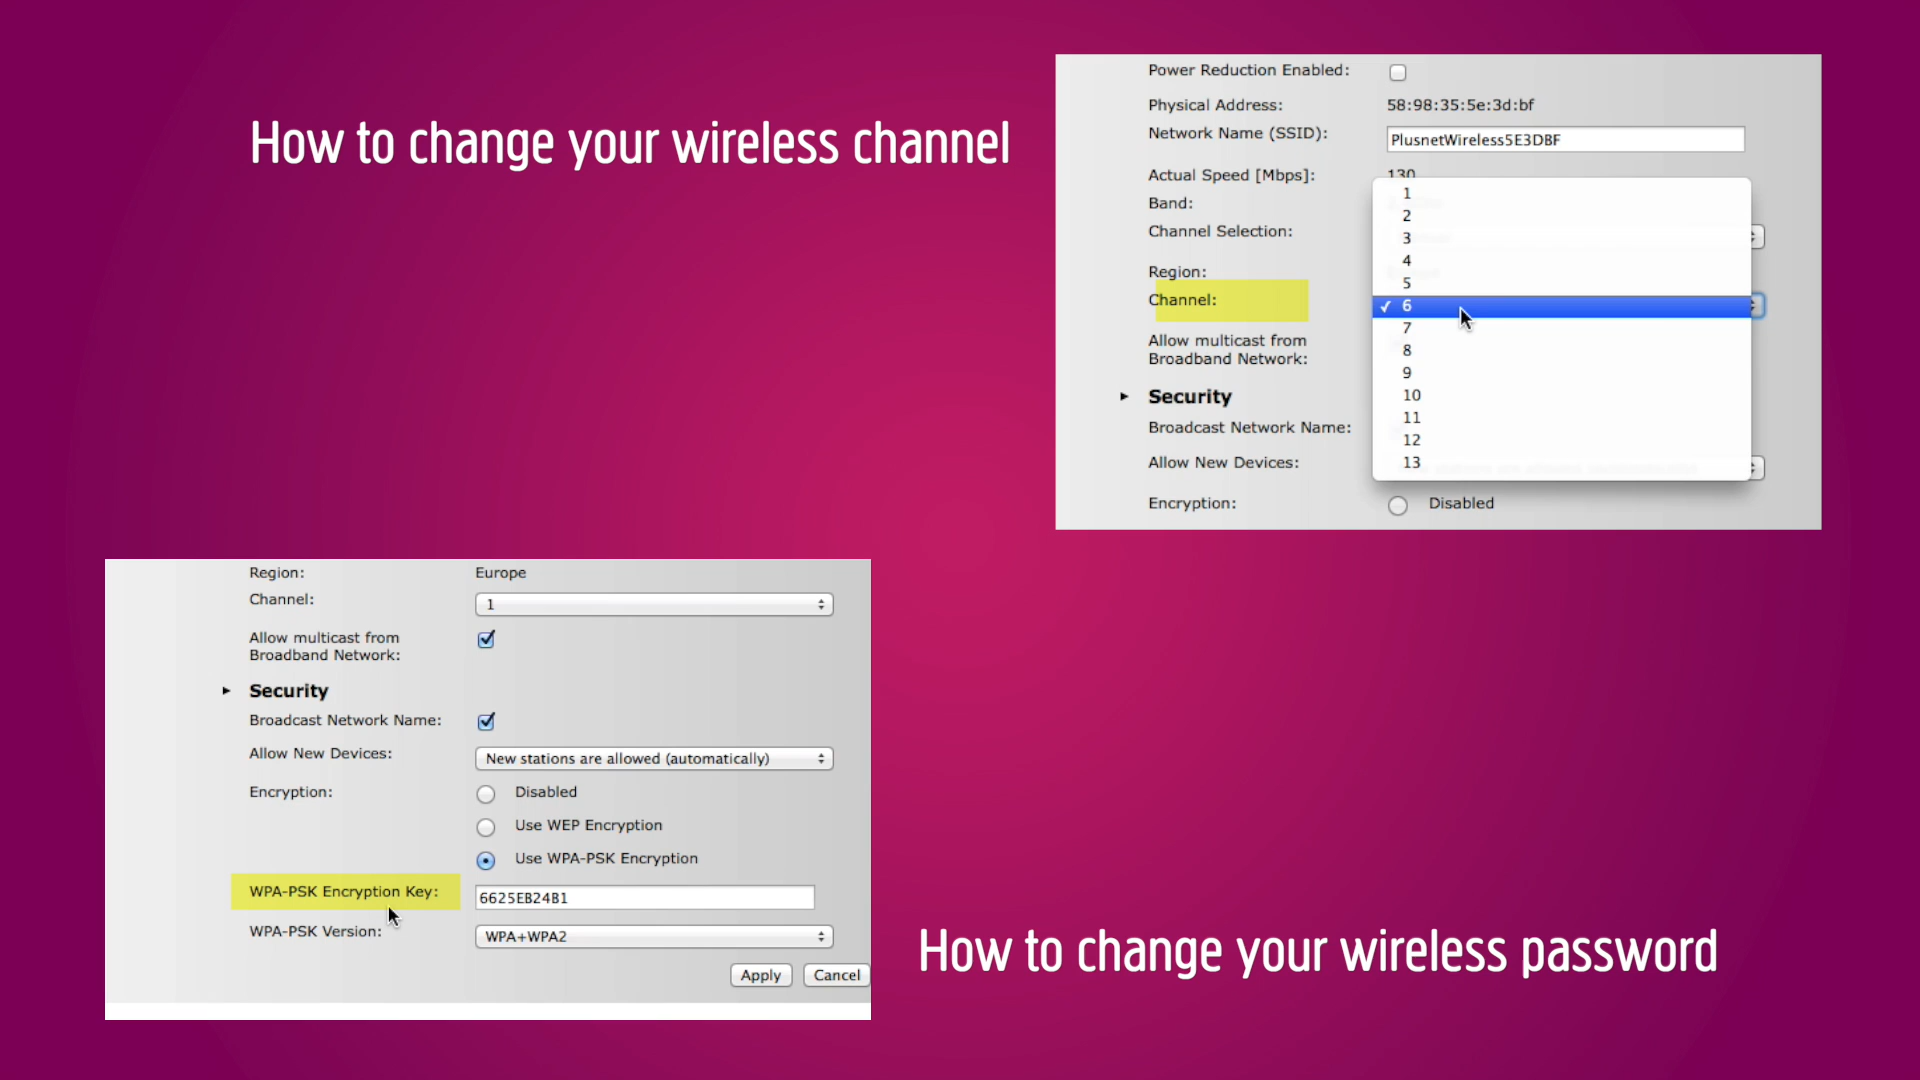 How to change your wireless channel
Power Reduction Enabled:
Physical Address: 58:98:35:5e:3d:bf
Network Name (SSID): PlusnetWireless5E3DBF
Actual Speed [Mbps]: 130
Band:
Channel Selection:
Region:
Channel:
Allow multicast from
Broadband Network:
Security
Broadcast Network Name:
Allow New Devices:
Encryption: Disabled
1
2
3
4
5
✓ 6
7
8
9
10
11
12
13
Region: Europe
Channel: 1
Allow multicast from
Broadband Network:
Security
Broadcast Network Name:
Allow New Devices: New stations are allowed (automatically)
Encryption: Disabled
Use WEP Encryption
Use WPA-PSK Encryption
WPA-PSK Encryption Key: 6625EB24B1
WPA-PSK Version: WPA+WPA2
Apply Cancel
How to change your wireless password